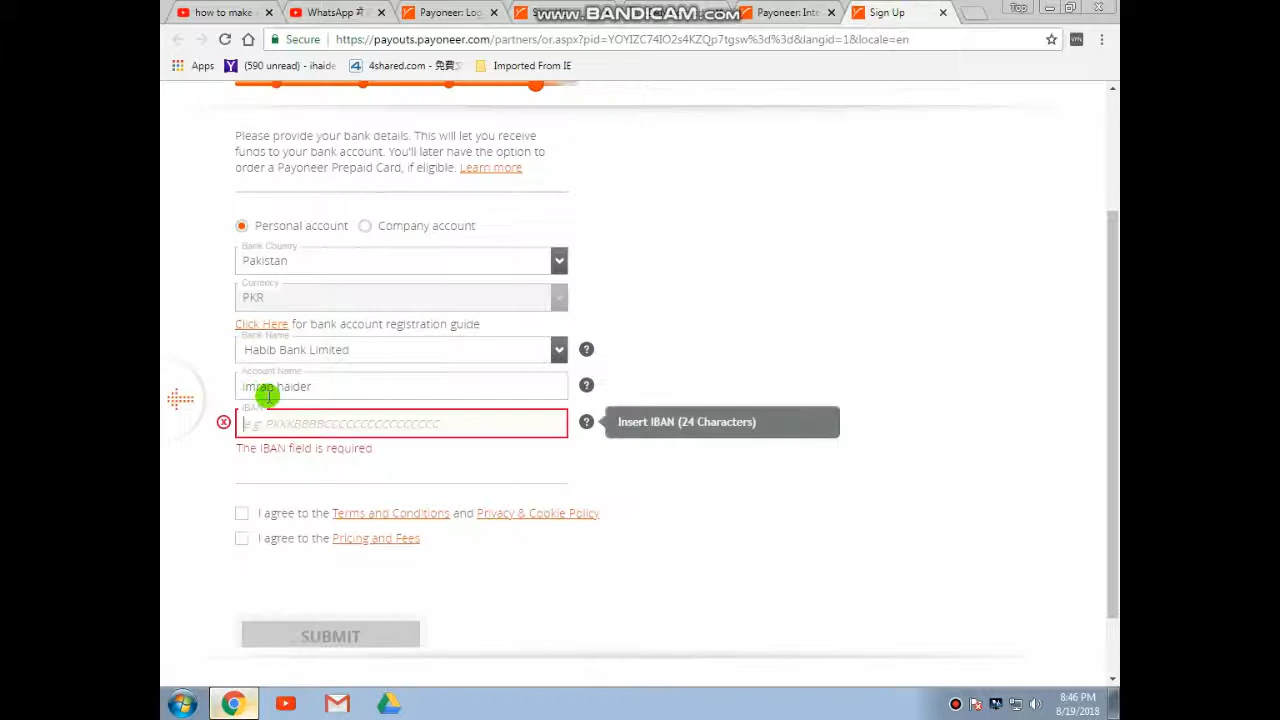 how to make
WhatsApp
Payoneer: Log
www.BANDICAM.com
Payoneer: Inte
Sign Up
Top
Secure
https://payouts.payoneer.com/partners/or.aspx?pid=YOYIZC74IO2s4KZQp7tgsw%3d%3d&langid=1&locale=en
Apps
(590 unread) - ihaide
4shared.com - 免費
Imported From IE
Please provide your bank details. This will let you receive
funds to your bank account. You'll later have the option to
order a Payoneer Prepaid Card, if eligible. Learn more
Personal account
Company account
Bank Country
Pakistan
Currency
PKR
Click Here for bank account registration guide
Bank Name
Habib Bank Limited
Account Name
imran haider
IBAN
Insert IBAN (24 Characters)
The IBAN field is required
I agree to the Terms and Conditions and Privacy & Cookie Policy
I agree to the Pricing and Fees
SUBMIT
8:46 PM
8/19/2018